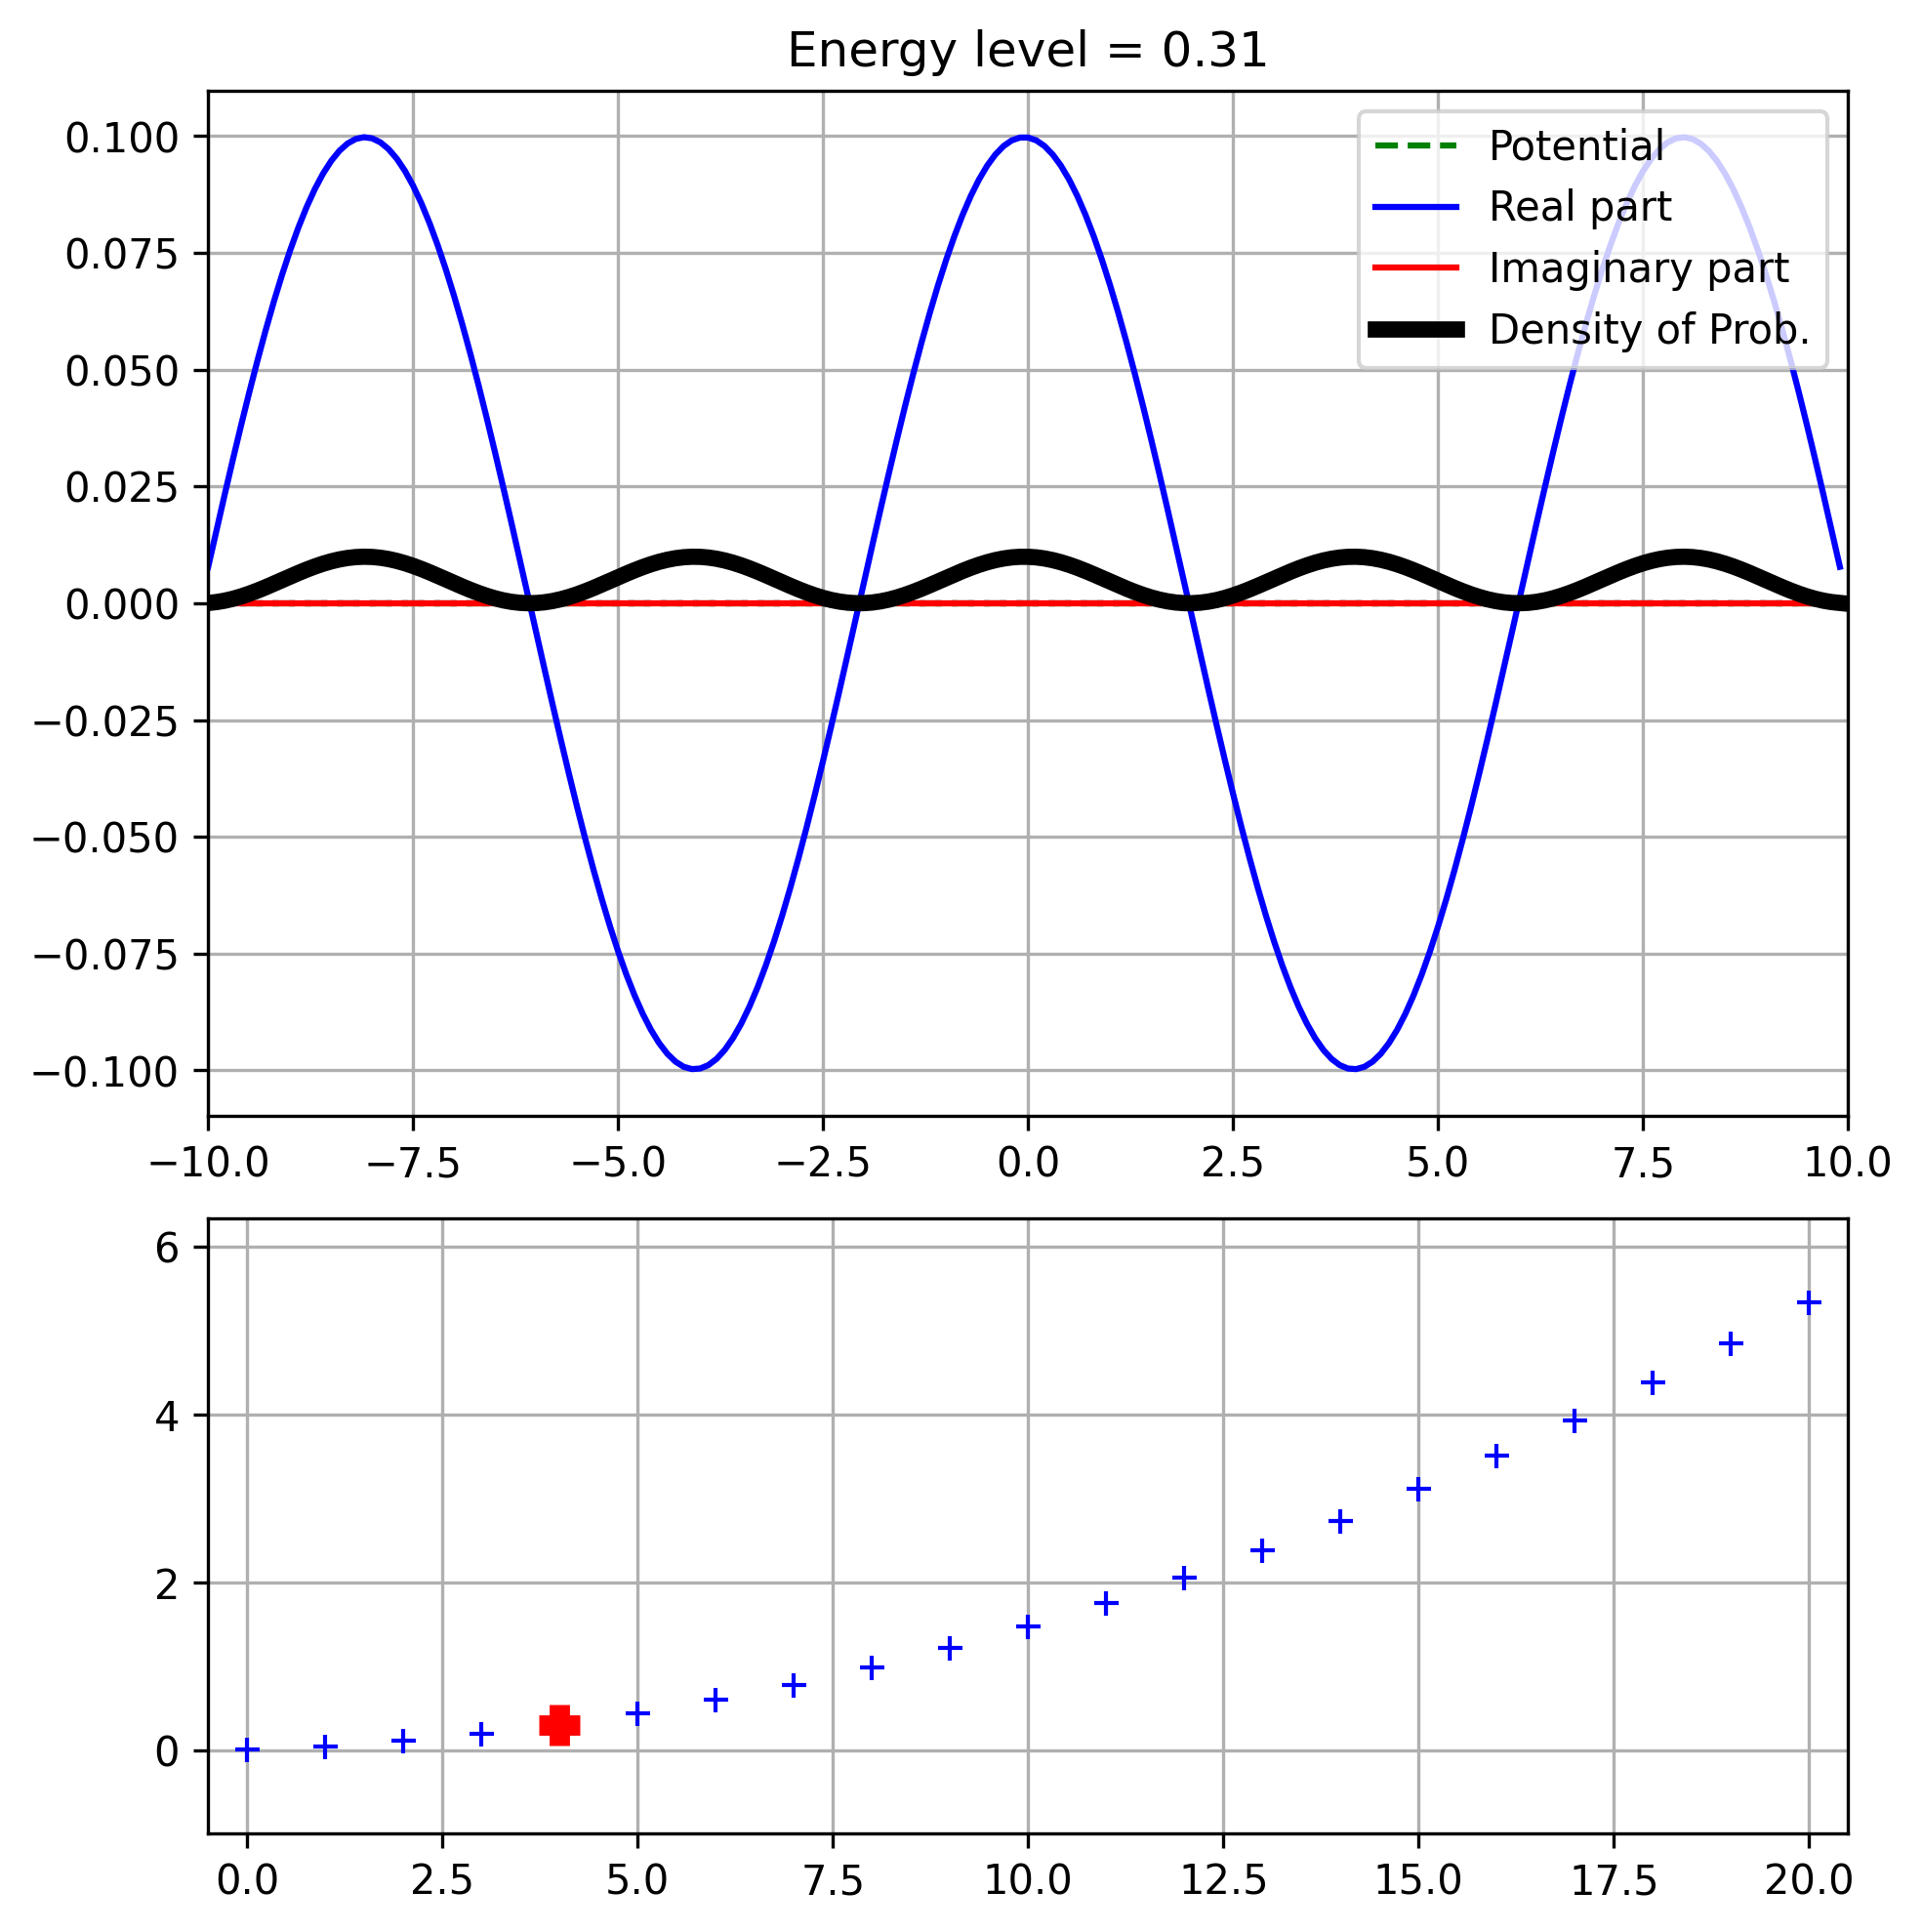 Energy level = 0.31
0.100
0.075
0.050
0.025
0.000
−0.025
−0.050
−0.075
−0.100
Potential
Real part
Imaginary part
Density of Prob.
−10.0 −7.5 −5.0 −2.5 0.0 2.5 5.0 7.5 10.0
6
4
2
0
0.0 2.5 5.0 7.5 10.0 12.5 15.0 17.5 20.0